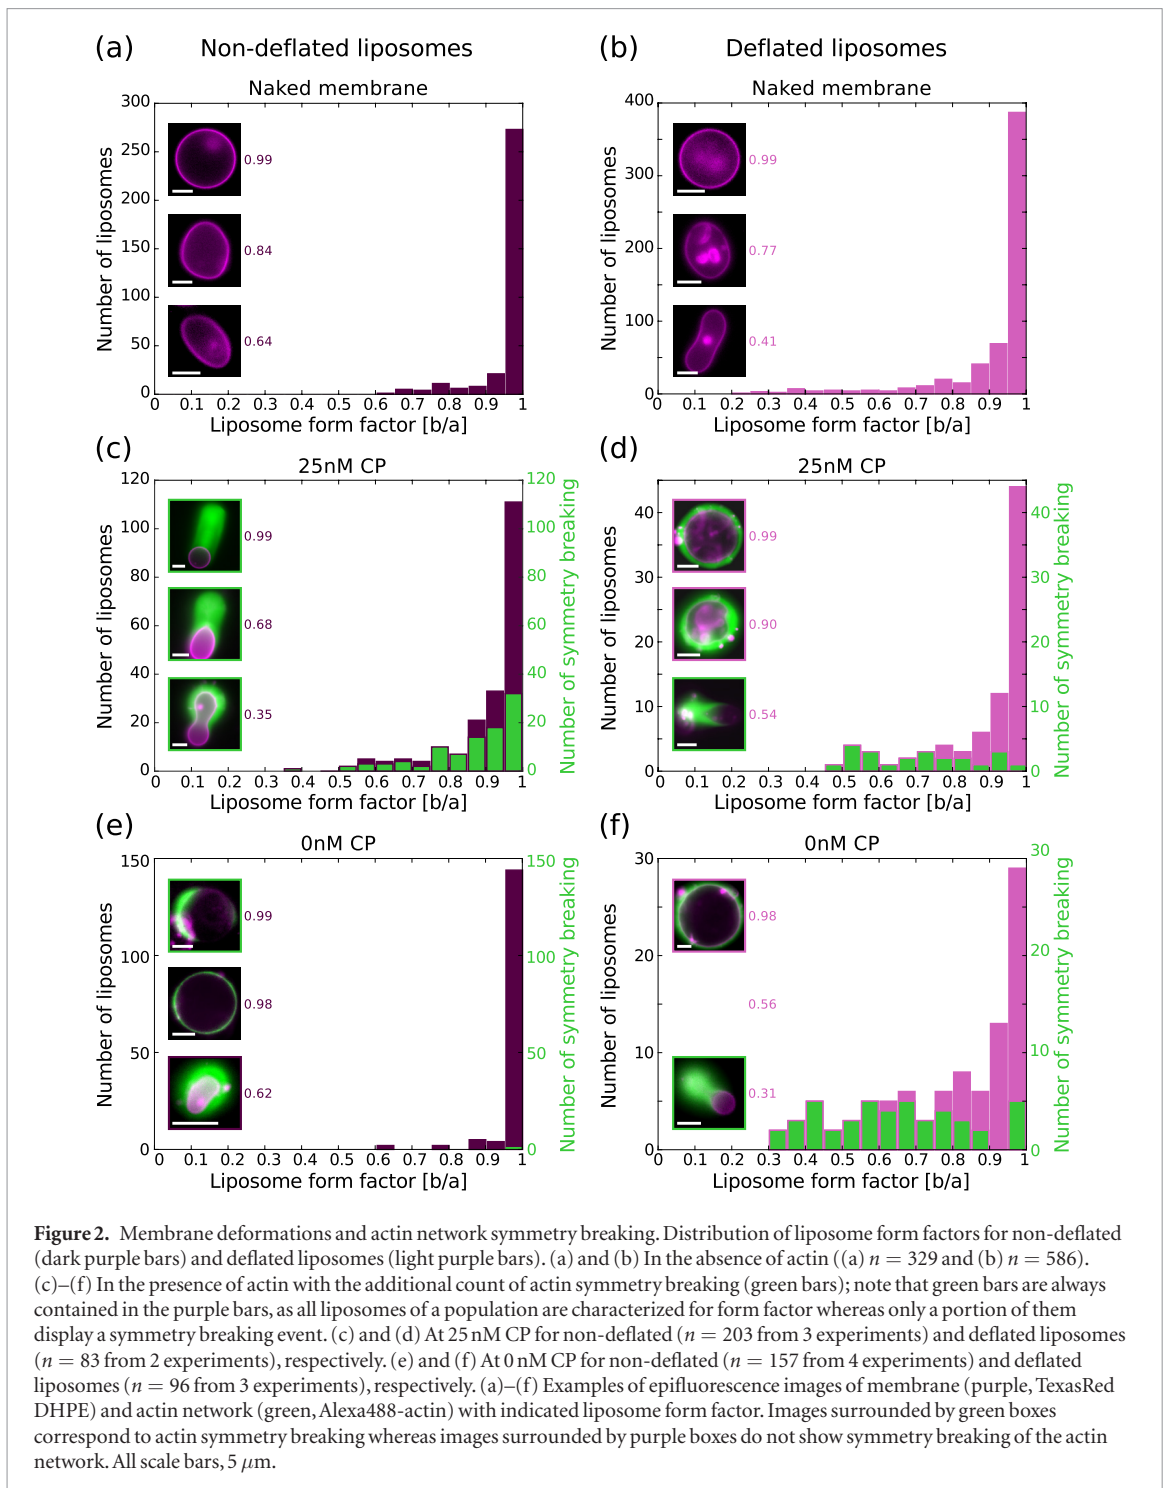 (a) Non-deflated liposomes
(b) Deflated liposomes
Naked membrane
300
250
200
150
100
50
0
Number of liposomes
0.99
0.84
0.64
0 0.1 0.2 0.3 0.4 0.5 0.6 0.7 0.8 0.9 1
Liposome form factor [b/a]
Naked membrane
400
300
200
100
0
Number of liposomes
0.99
0.77
0.41
0 0.1 0.2 0.3 0.4 0.5 0.6 0.7 0.8 0.9 1
Liposome form factor [b/a]
(c)
25nM CP
120
100
80
60
40
20
0
Number of liposomes
0.99
0.68
0.35
120
100
80
60
40
20
0
Number of symmetry breaking
0 0.1 0.2 0.3 0.4 0.5 0.6 0.7 0.8 0.9 1
Liposome form factor [b/a]
(d)
25nM CP
40
30
20
10
0
Number of liposomes
0.99
0.90
0.54
40
30
20
10
0
Number of symmetry breaking
0 0.1 0.2 0.3 0.4 0.5 0.6 0.7 0.8 0.9 1
Liposome form factor [b/a]
(e)
0nM CP
150
100
50
0
Number of liposomes
0.99
0.98
0.62
150
100
50
0
Number of symmetry breaking
0 0.1 0.2 0.3 0.4 0.5 0.6 0.7 0.8 0.9 1
Liposome form factor [b/a]
(f)
0nM CP
30
20
10
0
Number of liposomes
0.98
0.56
0.31
30
20
10
0
Number of symmetry breaking
0 0.1 0.2 0.3 0.4 0.5 0.6 0.7 0.8 0.9 1
Liposome form factor [b/a]
Figure 2. Membrane deformations and actin network symmetry breaking. Distribution of liposome form factors for non-deflated
(dark purple bars) and deflated liposomes (light purple bars). (a) and (b) In the absence of actin ((a) n = 329 and (b) n = 586).
(c)–(f) In the presence of actin with the additional count of actin symmetry breaking (green bars); note that green bars are always
contained in the purple bars, as all liposomes of a population are characterized for form factor whereas only a portion of them
display a symmetry breaking event. (c) and (d) At 25 nM CP for non-deflated (n = 203 from 3 experiments) and deflated liposomes
(n = 83 from 2 experiments), respectively. (e) and (f) At 0 nM CP for non-deflated (n = 157 from 4 experiments) and deflated
liposomes (n = 96 from 3 experiments), respectively. (a)–(f) Examples of epifluorescence images of membrane (purple, TexasRed
DHPE) and actin network (green, Alexa488-actin) with indicated liposome form factor. Images surrounded by green boxes
correspond to actin symmetry breaking whereas images surrounded by purple boxes do not show symmetry breaking of the actin
network. All scale bars, 5 μm.